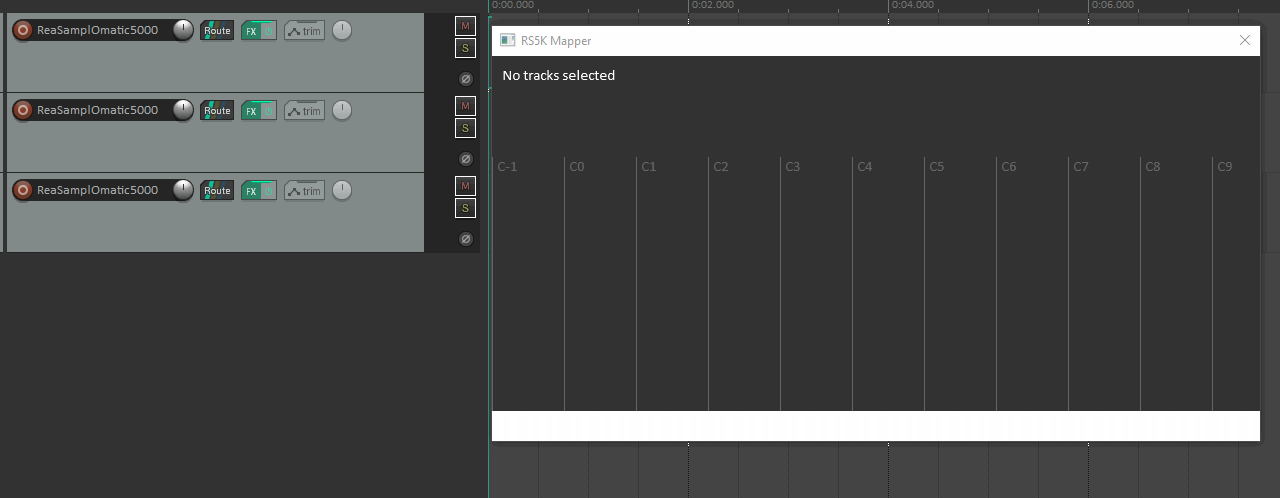 0:00.000 0:02.000 0:04.000 0:06.000
ReaSamplOmatic5000 Route FX trim M
S
RS5K Mapper
No tracks selected
ReaSamplOmatic5000 Route FX trim M
S
C-1 C0 C1 C2 C3 C4 C5 C6 C7 C8 C9
ReaSamplOmatic5000 Route FX trim M
S